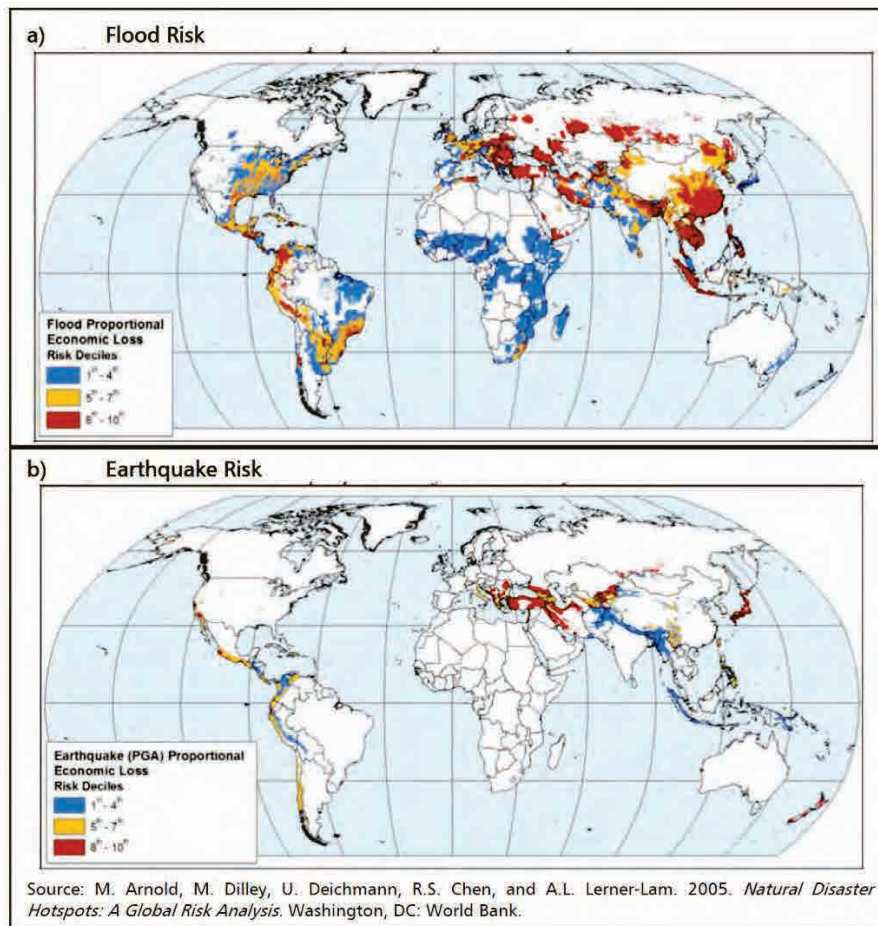 a) Flood Risk
Flood Proportional
Economic Loss
Risk Deciles
1st - 4th
5th - 7th
8th - 10th
b) Earthquake Risk
Earthquake (PGA) Proportional
Economic Loss
Risk Deciles
1st - 4th
5th - 7th
8th - 10th
Source: M. Arnold, M. Dilley, U. Deichmann, R.S. Chen, and A.L. Lerner-Lam. 2005. Natural Disaster
Hotspots: A Global Risk Analysis. Washington, DC: World Bank.